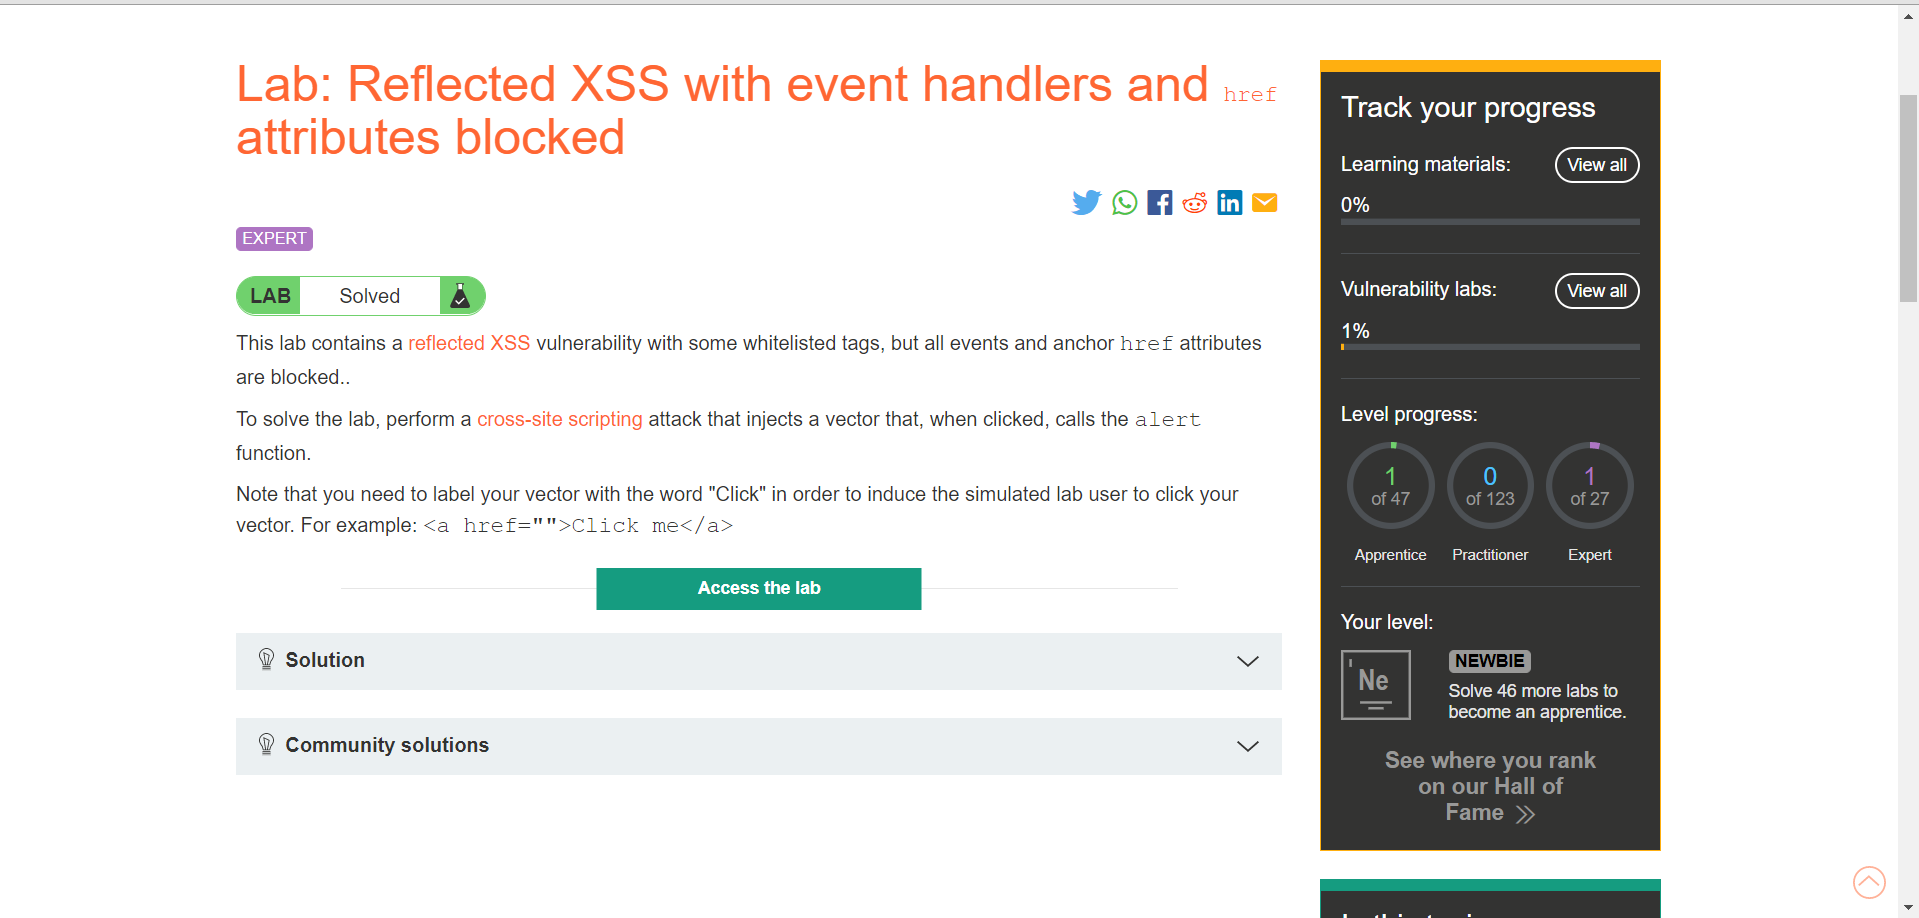 Lab: Reflected XSS with event handlers and href
attributes blocked
EXPERT
LAB Solved
This lab contains a reflected XSS vulnerability with some whitelisted tags, but all events and anchor href attributes
are blocked..
To solve the lab, perform a cross-site scripting attack that injects a vector that, when clicked, calls the alert
function.
Note that you need to label your vector with the word "Click" in order to induce the simulated lab user to click your
vector. For example: <a href="">Click me</a>
Access the lab
Solution
Community solutions
Track your progress
Learning materials: View all
0%
Vulnerability labs: View all
1%
Level progress:
1 0 1
of 47 of 123 of 27
Apprentice Practitioner Expert
Your level:
Ne
NEWBIE
Solve 46 more labs to
become an apprentice.
See where you rank
on our Hall of
Fame